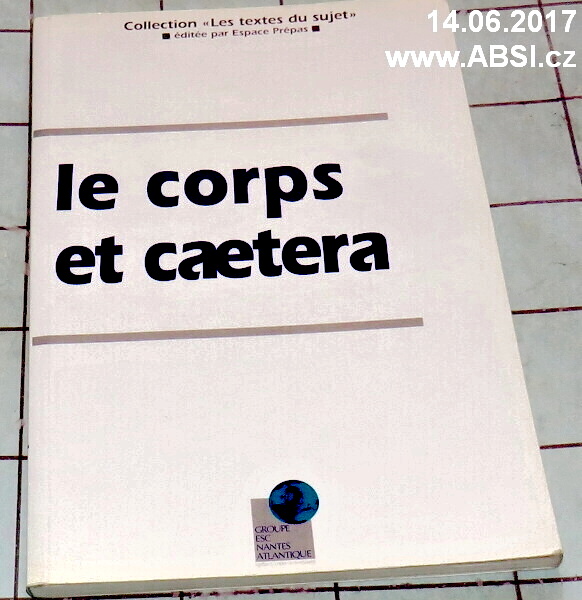 14.06.2017
www.ABSI.cz
Collection «Les textes du sujet»
■ éditée par Espace Prépas ■
le corps
et cætera
GROUPE
ESC
NANTES
ATLANTIQUE